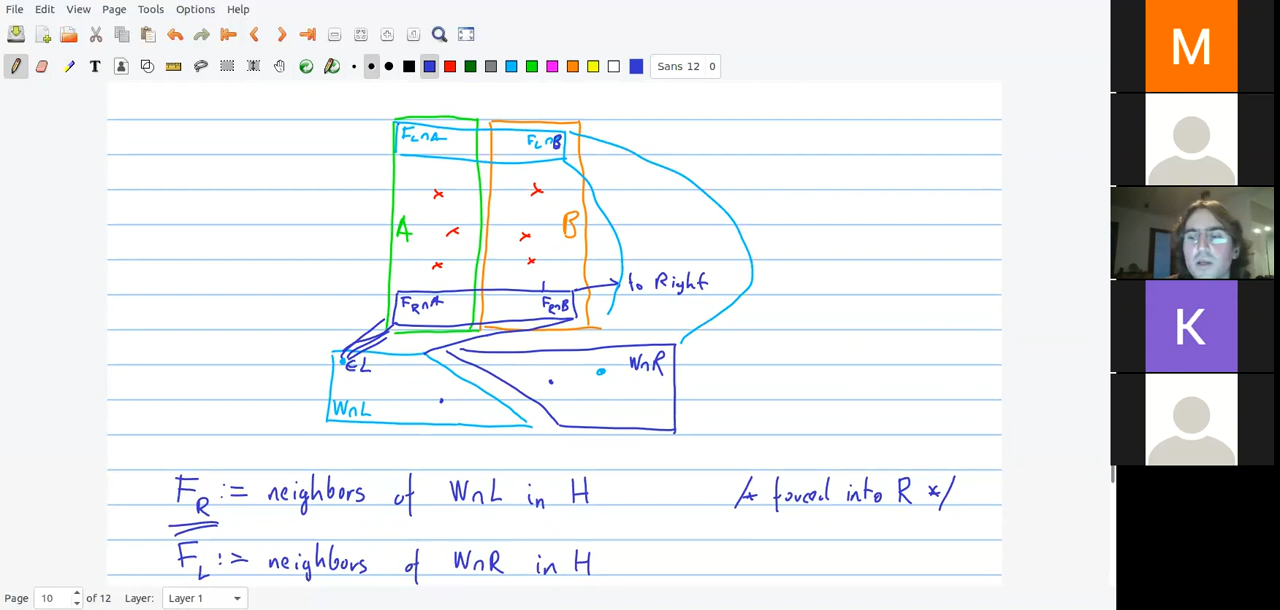 File Edit View Page Tools Options Help
T
Sans 12 0
F_L∩A F_L∩B
A B
F_R∩A F_R∩B to Right
∈L W∩R
W∩L
F_R := neighbors of W∩L in H /* forced into R */
F_L := neighbors of W∩R in H
Page 10 of 12 Layer: Layer 1
M
K